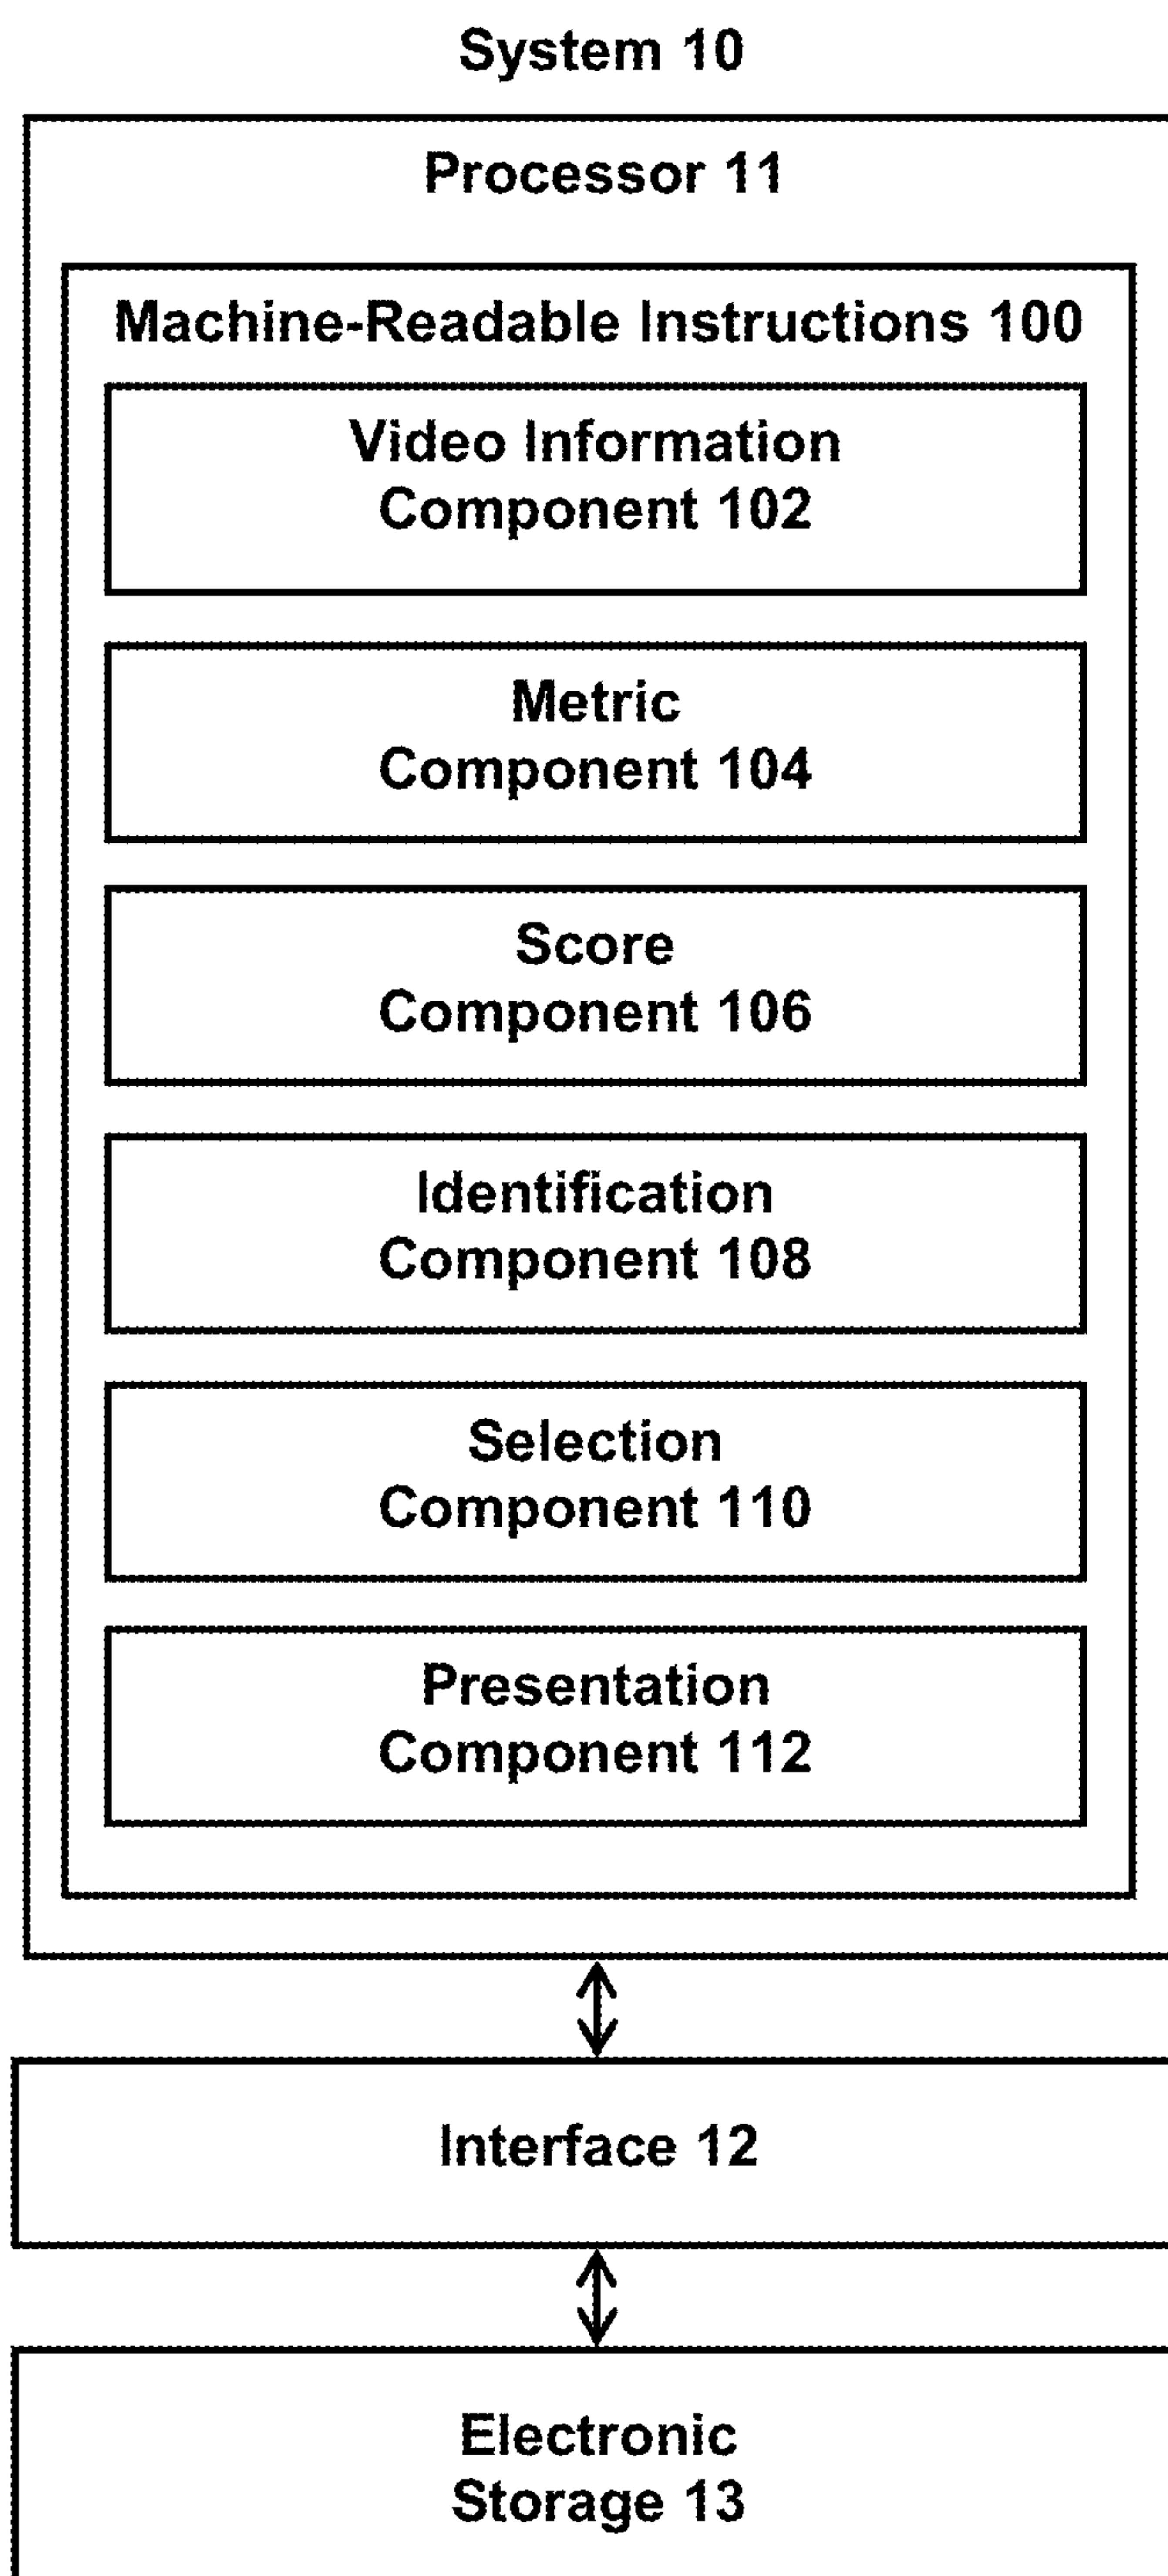 System 10
Processor 11
Machine-Readable Instructions 100
Video Information
Component 102
Metric
Component 104
Score
Component 106
Identification
Component 108
Selection
Component 110
Presentation
Component 112
Interface 12
Electronic
Storage 13